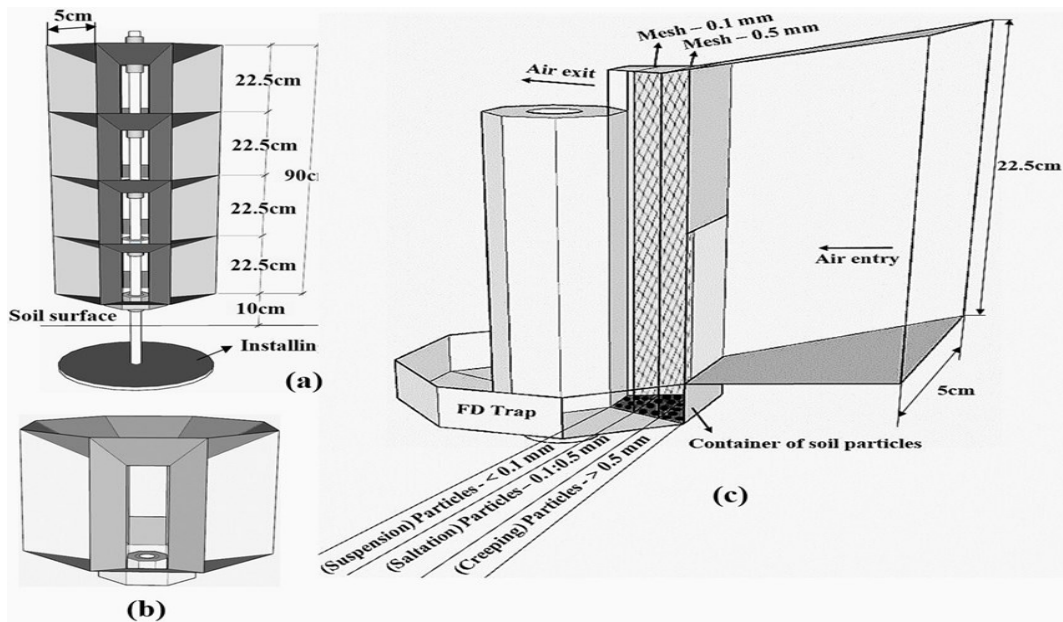 5cm
22.5cm
22.5cm
90c
22.5cm
22.5cm
10cm
Soil surface
Installin
(a)
(b)
Mesh – 0.1 mm
Mesh – 0.5 mm
Air exit
22.5cm
Air entry
5cm
FD Trap
Container of soil particles
(Suspension) Particles - < 0.1 mm
(Saltation) Particles – 0.1:0.5 mm
(Creeping) Particles - > 0.5 mm
(c)